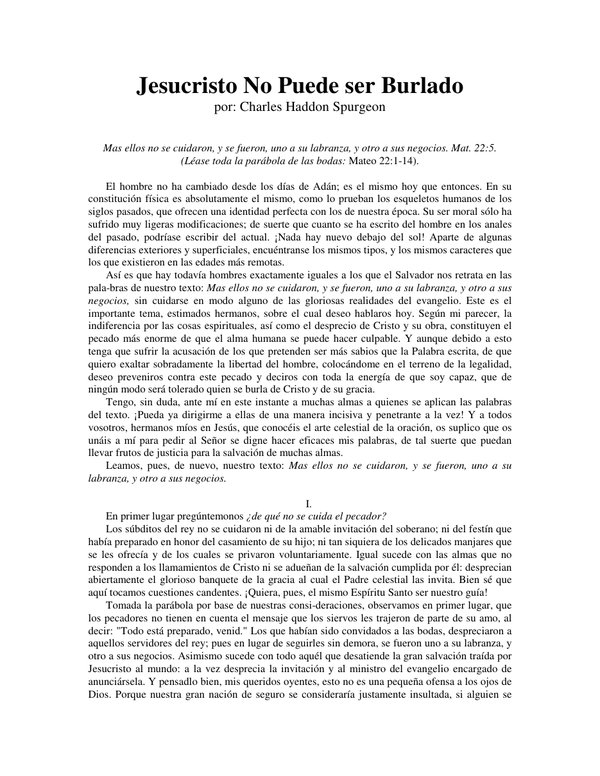 Jesucristo No Puede ser Burlado
por: Charles Haddon Spurgeon
Mas ellos no se cuidaron, y se fueron, uno a su labranza, y otro a sus negocios. Mat. 22:5.
(Léase toda la parábola de las bodas: Mateo 22:1-14).
El hombre no ha cambiado desde los días de Adán; es el mismo hoy que entonces. En su
constitución física es absolutamente el mismo, como lo prueban los esqueletos humanos de los
siglos pasados, que ofrecen una identidad perfecta con los de nuestra época. Su ser moral sólo ha
sufrido muy ligeras modificaciones; de suerte que cuanto se ha escrito del hombre en los anales
del pasado, podríase escribir del actual. ¡Nada hay nuevo debajo del sol! Aparte de algunas
diferencias exteriores y superficiales, encuéntranse los mismos tipos, y los mismos caracteres que
los que existieron en las edades más remotas.
Así es que hay todavía hombres exactamente iguales a los que el Salvador nos retrata en las
pala-bras de nuestro texto: Mas ellos no se cuidaron, y se fueron, uno a su labranza, y otro a sus
negocios, sin cuidarse en modo alguno de las gloriosas realidades del evangelio. Este es el
importante tema, estimados hermanos, sobre el cual deseo hablaros hoy. Según mi parecer, la
indiferencia por las cosas espirituales, así como el desprecio de Cristo y su obra, constituyen el
pecado más enorme de que el alma humana se puede hacer culpable. Y aunque debido a esto
tenga que sufrir la acusación de los que pretenden ser más sabios que la Palabra escrita, de que
quiero exaltar sobradamente la libertad del hombre, colocándome en el terreno de la legalidad,
deseo preveniros contra este pecado y deciros con toda la energía de que soy capaz, que de
ningún modo será tolerado quien se burla de Cristo y de su gracia.
Tengo, sin duda, ante mí en este instante a muchas almas a quienes se aplican las palabras
del texto. ¡Pueda ya dirigirme a ellas de una manera incisiva y penetrante a la vez! Y a todos
vosotros, hermanos míos en Jesús, que conocéis el arte celestial de la oración, os suplico que os
unáis a mí para pedir al Señor se digne hacer eficaces mis palabras, de tal suerte que puedan
llevar frutos de justicia para la salvación de muchas almas.
Leamos, pues, de nuevo, nuestro texto: Mas ellos no se cuidaron, y se fueron, uno a su
labranza, y otro a sus negocios.
I.
En primer lugar pregúntemonos ¿de qué no se cuida el pecador?
Los súbditos del rey no se cuidaron ni de la amable invitación del soberano; ni del festín que
había preparado en honor del casamiento de su hijo; ni tan siquiera de los delicados manjares que
se les ofrecía y de los cuales se privaron voluntariamente. Igual sucede con las almas que no
responden a los llamamientos de Cristo ni se adueñan de la salvación cumplida por él: desprecian
abiertamente el glorioso banquete de la gracia al cual el Padre celestial las invita. Bien sé que
aquí tocamos cuestiones candentes. ¡Quiera, pues, el mismo Espíritu Santo ser nuestro guía!
Tomada la parábola por base de nuestras consi-deraciones, observamos en primer lugar, que
los pecadores no tienen en cuenta el mensaje que los siervos les trajeron de parte de su amo, al
decir: "Todo está preparado, venid." Los que habían sido convidados a las bodas, despreciaron a
aquellos servidores del rey; pues en lugar de seguirles sin demora, se fueron uno a su labranza, y
otro a sus negocios. Asimismo sucede con todo aquél que desatiende la gran salvación traída por
Jesucristo al mundo: a la vez desprecia la invitación y al ministro del evangelio encargado de
anunciársela. Y pensadlo bien, mis queridos oyentes, esto no es una pequeña ofensa a los ojos de
Dios. Porque nuestra gran nación de seguro se consideraría justamente insultada, si alguien se